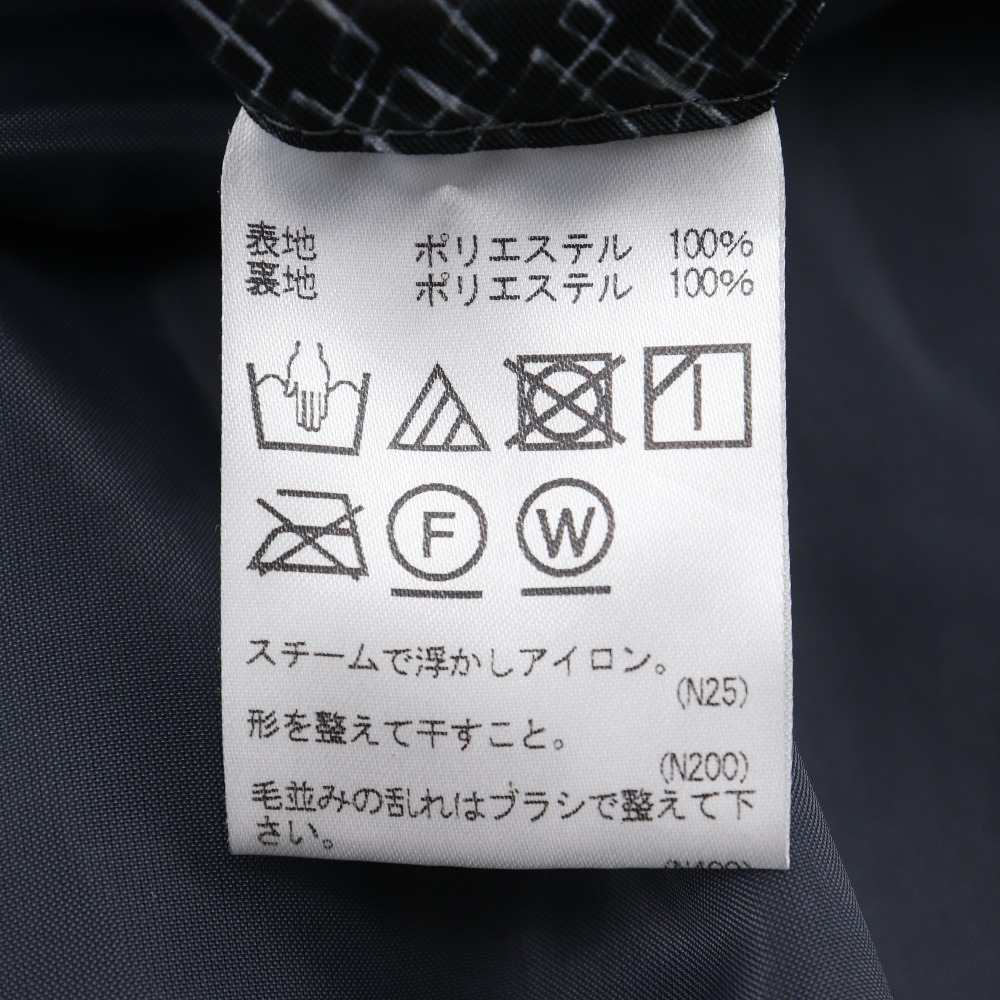 表地 ポリエステル 100%
裏地 ポリエステル 100%
F W
スチームで浮かしアイロン。
(N25)
形を整えて干すこと。
(N200)
毛並みの乱れはブラシで整えて下
さい。